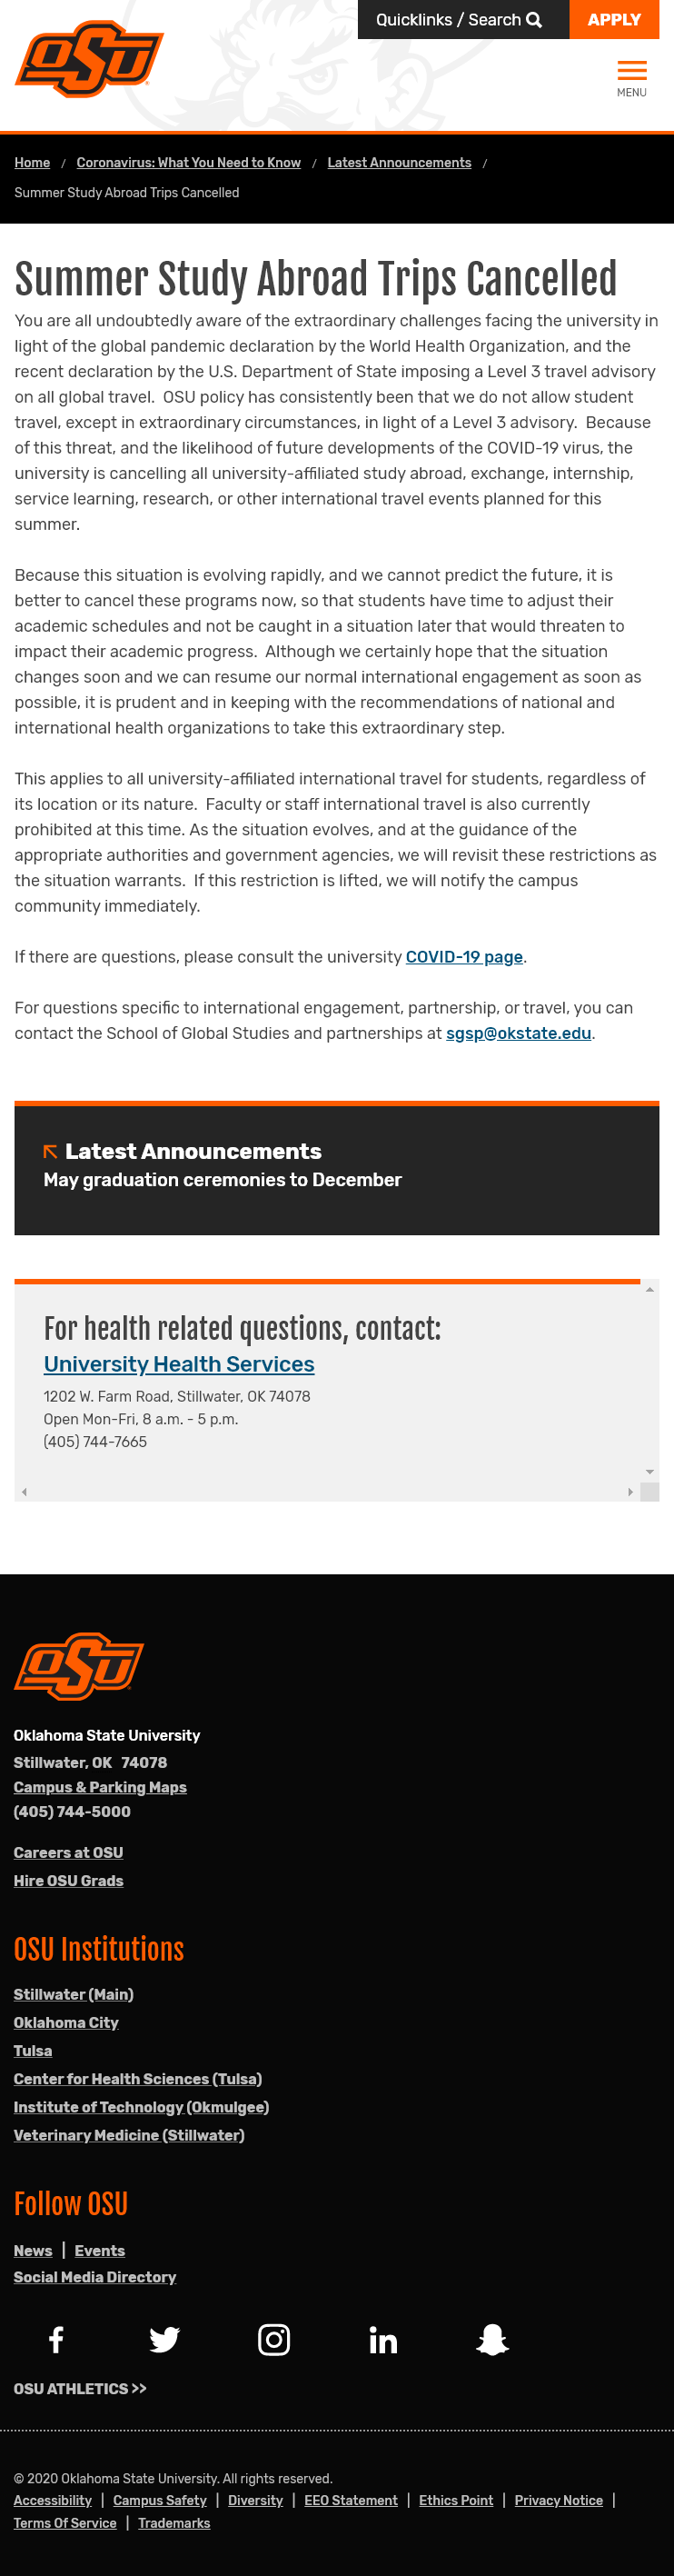 Quicklinks / Search APPLY
OSU
MENU
Home / Coronavirus: What You Need to Know / Latest Announcements /
Summer Study Abroad Trips Cancelled
Summer Study Abroad Trips Cancelled
You are all undoubtedly aware of the extraordinary challenges facing the university in
light of the global pandemic declaration by the World Health Organization, and the
recent declaration by the U.S. Department of State imposing a Level 3 travel advisory
on all global travel.  OSU policy has consistently been that we do not allow student
travel, except in extraordinary circumstances, in light of a Level 3 advisory.  Because
of this threat, and the likelihood of future developments of the COVID-19 virus, the
university is cancelling all university-affiliated study abroad, exchange, internship,
service learning, research, or other international travel events planned for this
summer.
Because this situation is evolving rapidly, and we cannot predict the future, it is
better to cancel these programs now, so that students have time to adjust their
academic schedules and not be caught in a situation later that would threaten to
impact their academic progress.  Although we certainly hope that the situation
changes soon and we can resume our normal international engagement as soon as
possible, it is prudent and in keeping with the recommendations of national and
international health organizations to take this extraordinary step.
This applies to all university-affiliated international travel for students, regardless of
its location or its nature.  Faculty or staff international travel is also currently
prohibited at this time. As the situation evolves, and at the guidance of the
appropriate authorities and government agencies, we will revisit these restrictions as
the situation warrants.  If this restriction is lifted, we will notify the campus
community immediately.
If there are questions, please consult the university COVID-19 page.
For questions specific to international engagement, partnership, or travel, you can
contact the School of Global Studies and partnerships at sgsp@okstate.edu.
Latest Announcements
May graduation ceremonies to December
For health related questions, contact:
University Health Services
1202 W. Farm Road, Stillwater, OK 74078
Open Mon-Fri, 8 a.m. - 5 p.m.
(405) 744-7665
OSU
Oklahoma State University
Stillwater, OK  74078
Campus & Parking Maps
(405) 744-5000
Careers at OSU
Hire OSU Grads
OSU Institutions
Stillwater (Main)
Oklahoma City
Tulsa
Center for Health Sciences (Tulsa)
Institute of Technology (Okmulgee)
Veterinary Medicine (Stillwater)
Follow OSU
News | Events
Social Media Directory
OSU ATHLETICS >>
© 2020 Oklahoma State University. All rights reserved.
Accessibility | Campus Safety | Diversity | EEO Statement | Ethics Point | Privacy Notice |
Terms Of Service | Trademarks